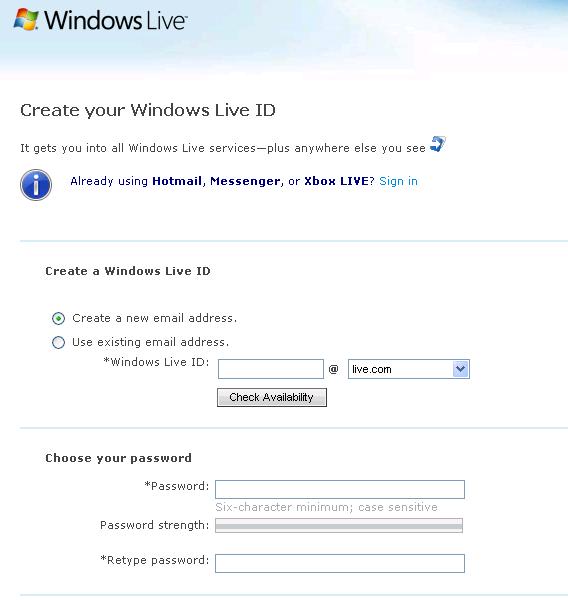 Windows Live™
Create your Windows Live ID
It gets you into all Windows Live services—plus anywhere else you see
Already using Hotmail, Messenger, or Xbox LIVE? Sign in
Create a Windows Live ID
Create a new email address.
Use existing email address.
*Windows Live ID: @ live.com
Check Availability
Choose your password
*Password:
Six-character minimum; case sensitive
Password strength:
*Retype password: